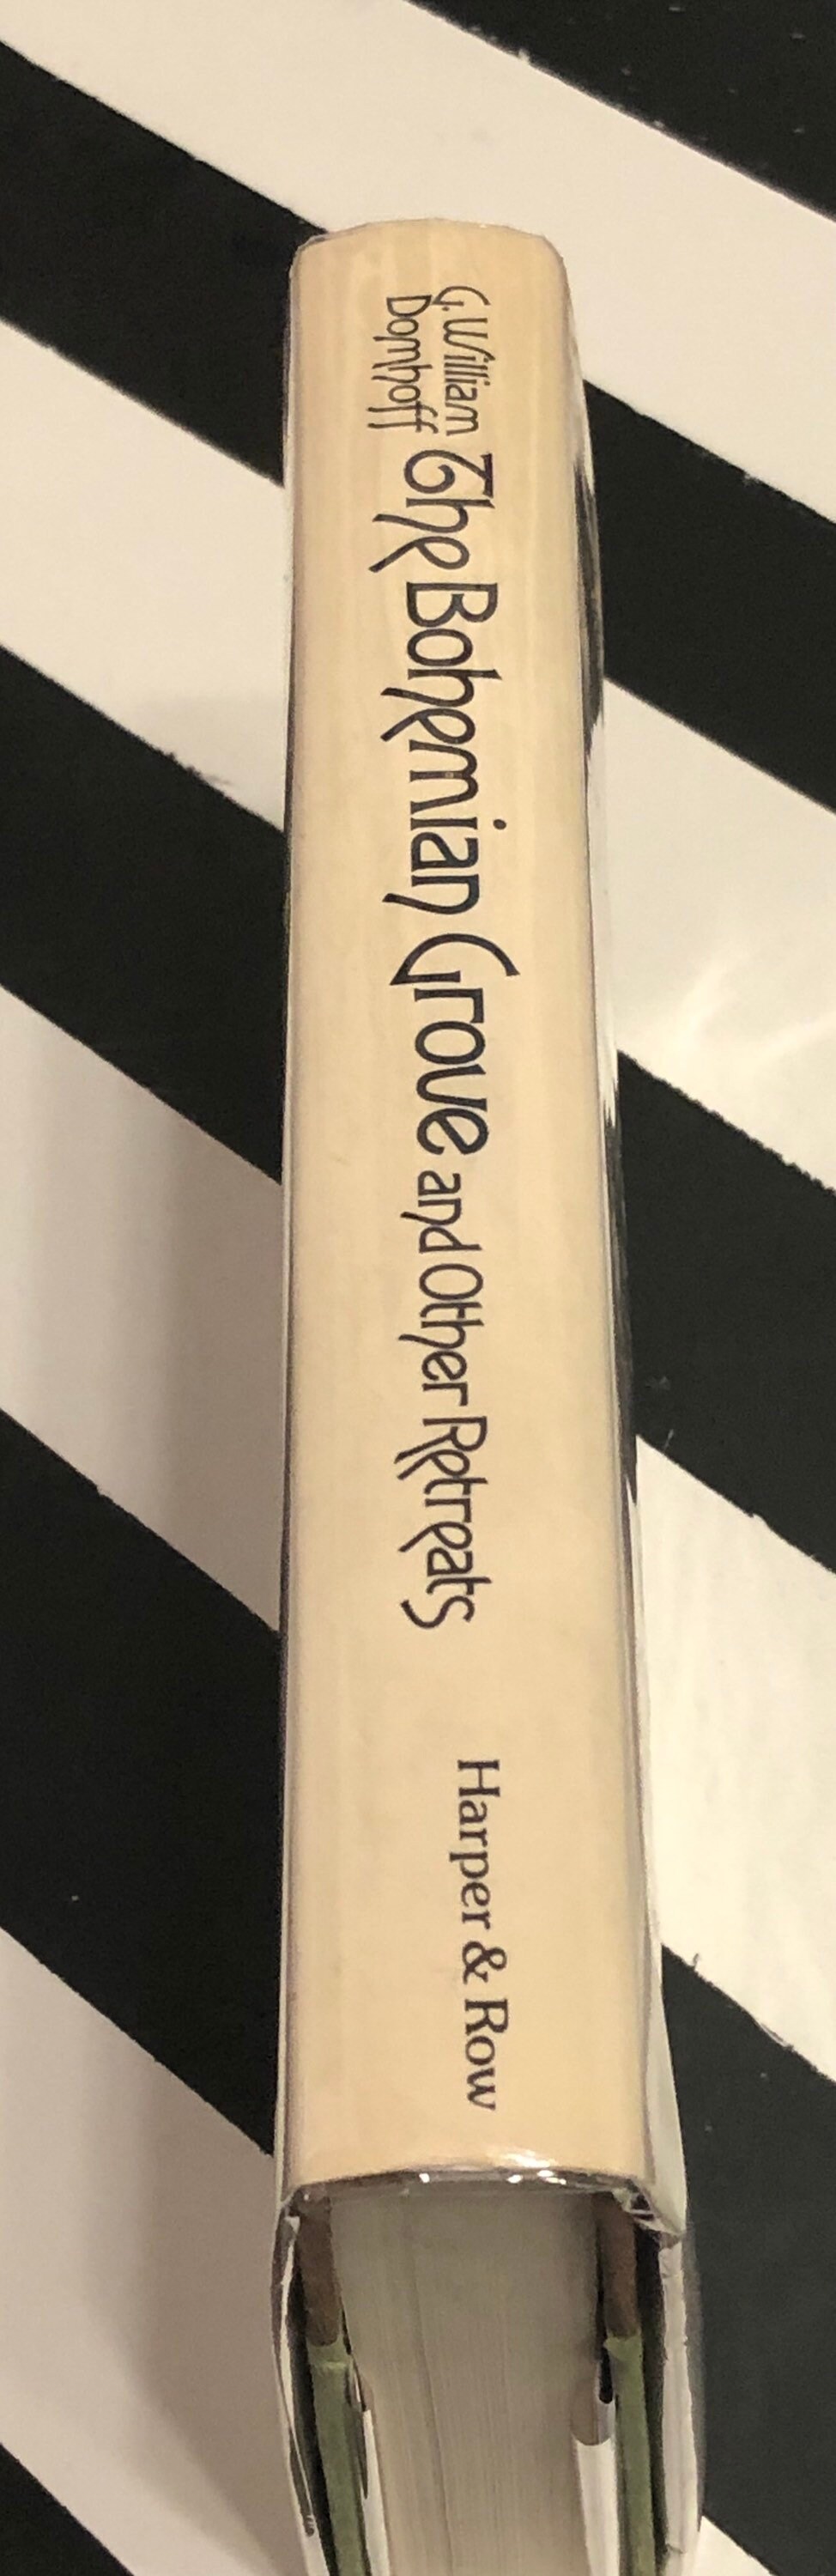 G. William
Domhoff
The Bohemian Grove and Other Retreats
Harper & Row